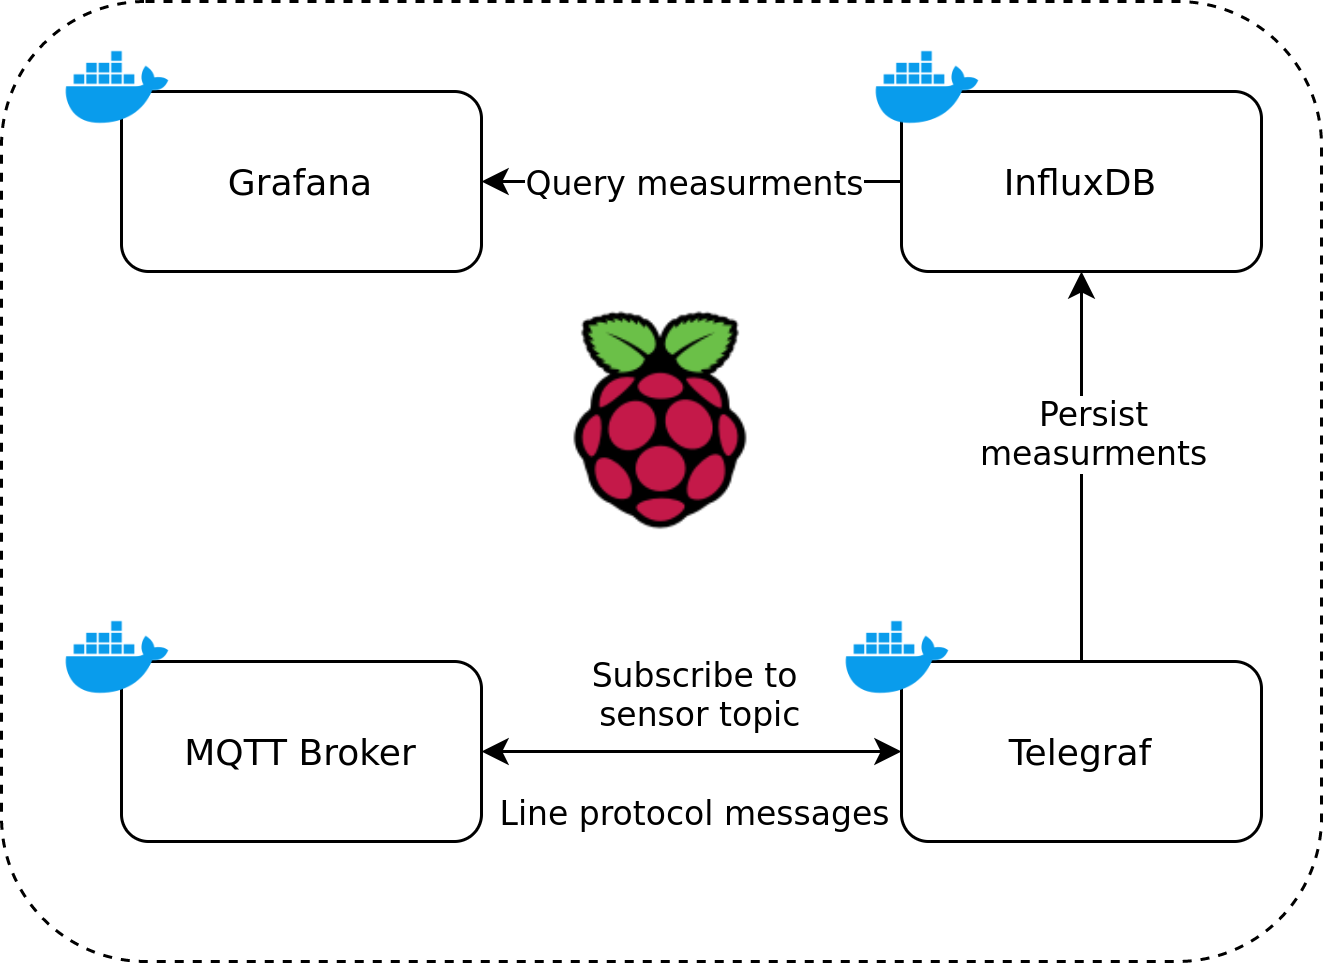 Grafana
Query measurments
InfluxDB
Persist
measurments
Subscribe to
sensor topic
MQTT Broker
Telegraf
Line protocol messages